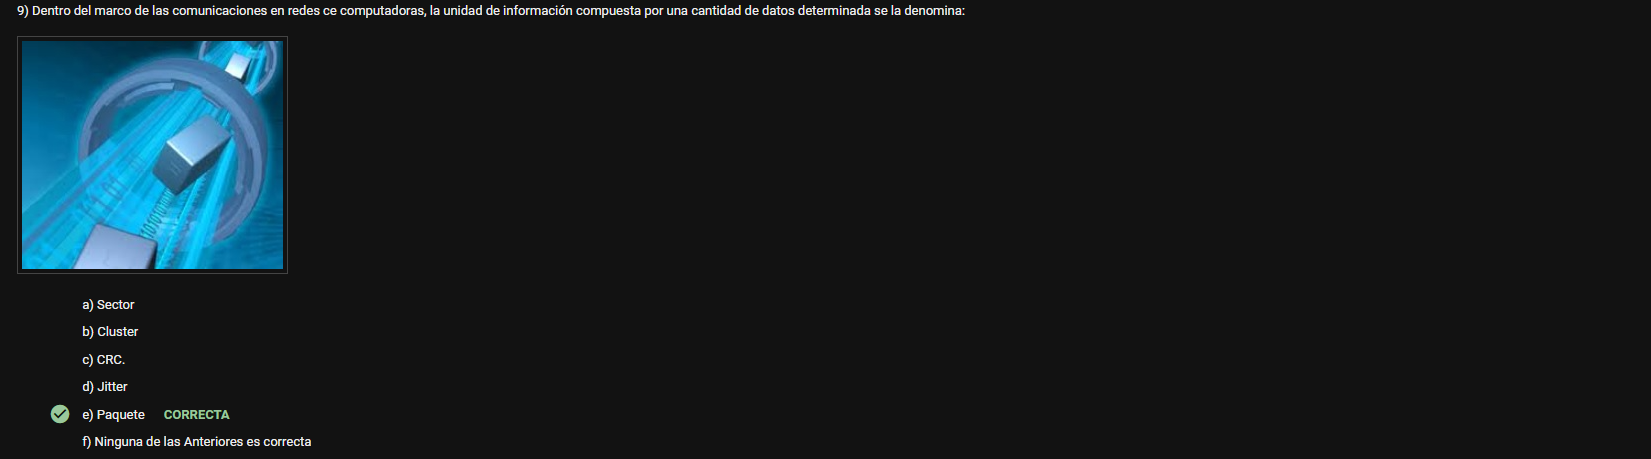 9) Dentro del marco de las comunicaciones en redes ce computadoras, la unidad de información compuesta por una cantidad de datos determinada se la denomina:
a) Sector
b) Cluster
c) CRC.
d) Jitter
e) Paquete CORRECTA
f) Ninguna de las Anteriores es correcta